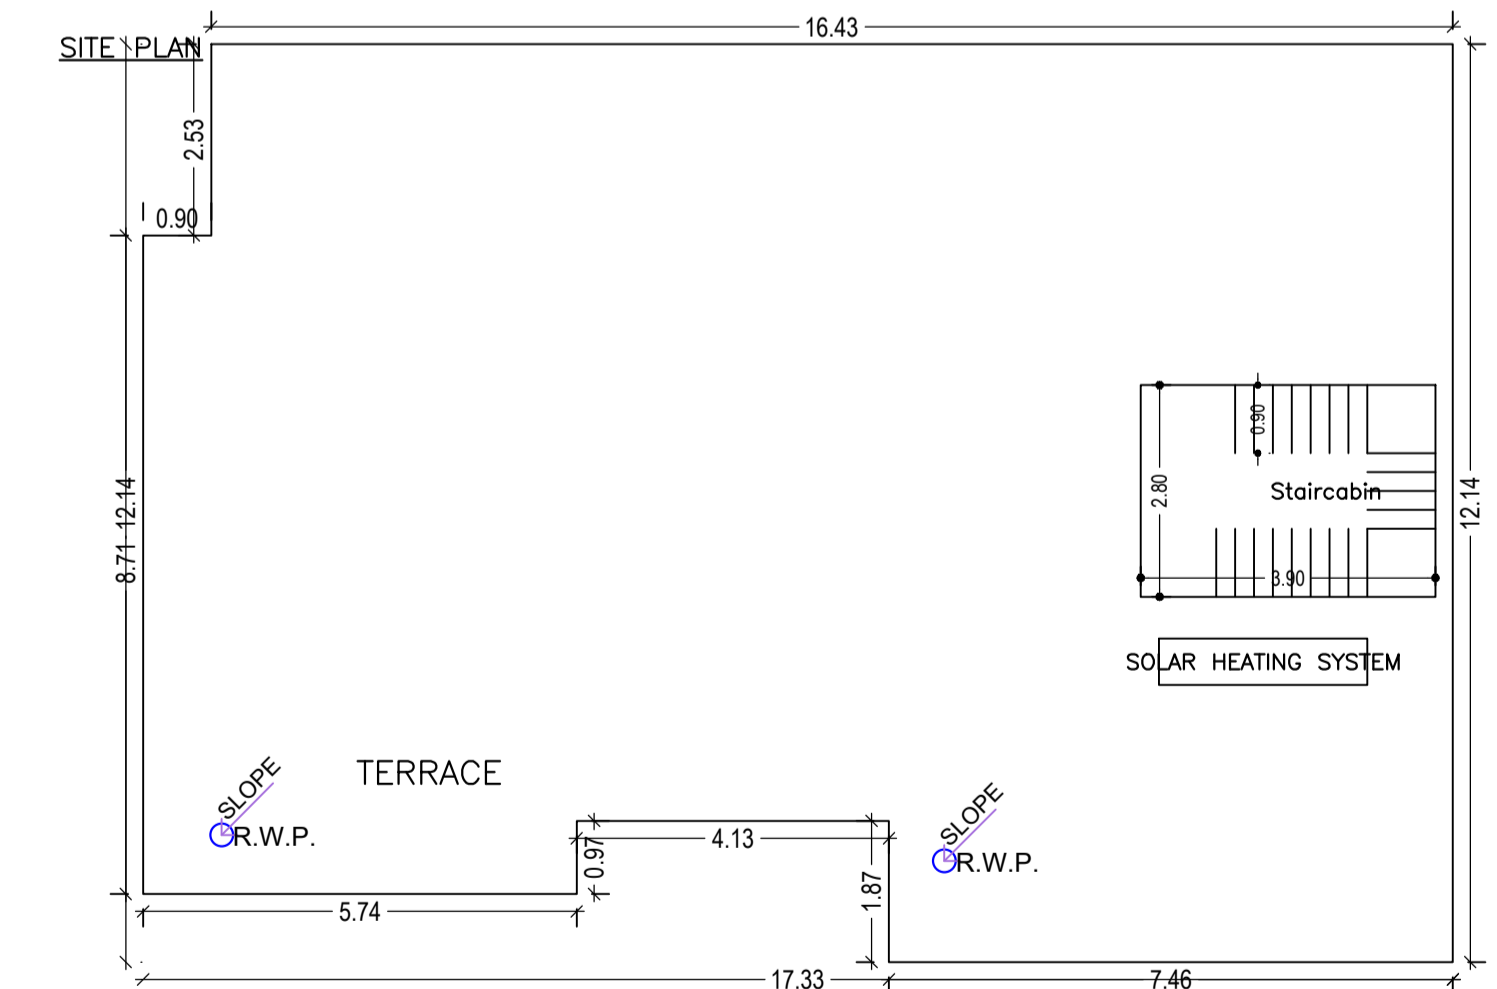 16.43
SITE PLAN
2.53
0.90
0.90
2.80
Staircabin
12.14
12.14
8.71
3.90
SOLAR HEATING SYSTEM
TERRACE
SLOPE
R.W.P.
SLOPE
R.W.P.
4.13
0.97
1.87
5.74
17.33
7.46